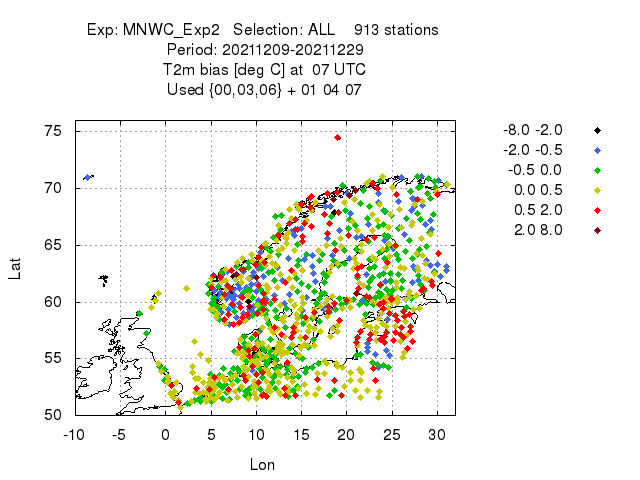 Exp: MNWC_Exp2   Selection: ALL    913 stations
Period: 20211209-20211229
T2m bias [deg C] at  07 UTC
Used {00,03,06} + 01 04 07
-8.0 -2.0
-2.0 -0.5
-0.5 0.0
0.0 0.5
0.5 2.0
2.0 8.0
75
70
65
60
55
50
Lat
-10 -5 0 5 10 15 20 25 30
Lon